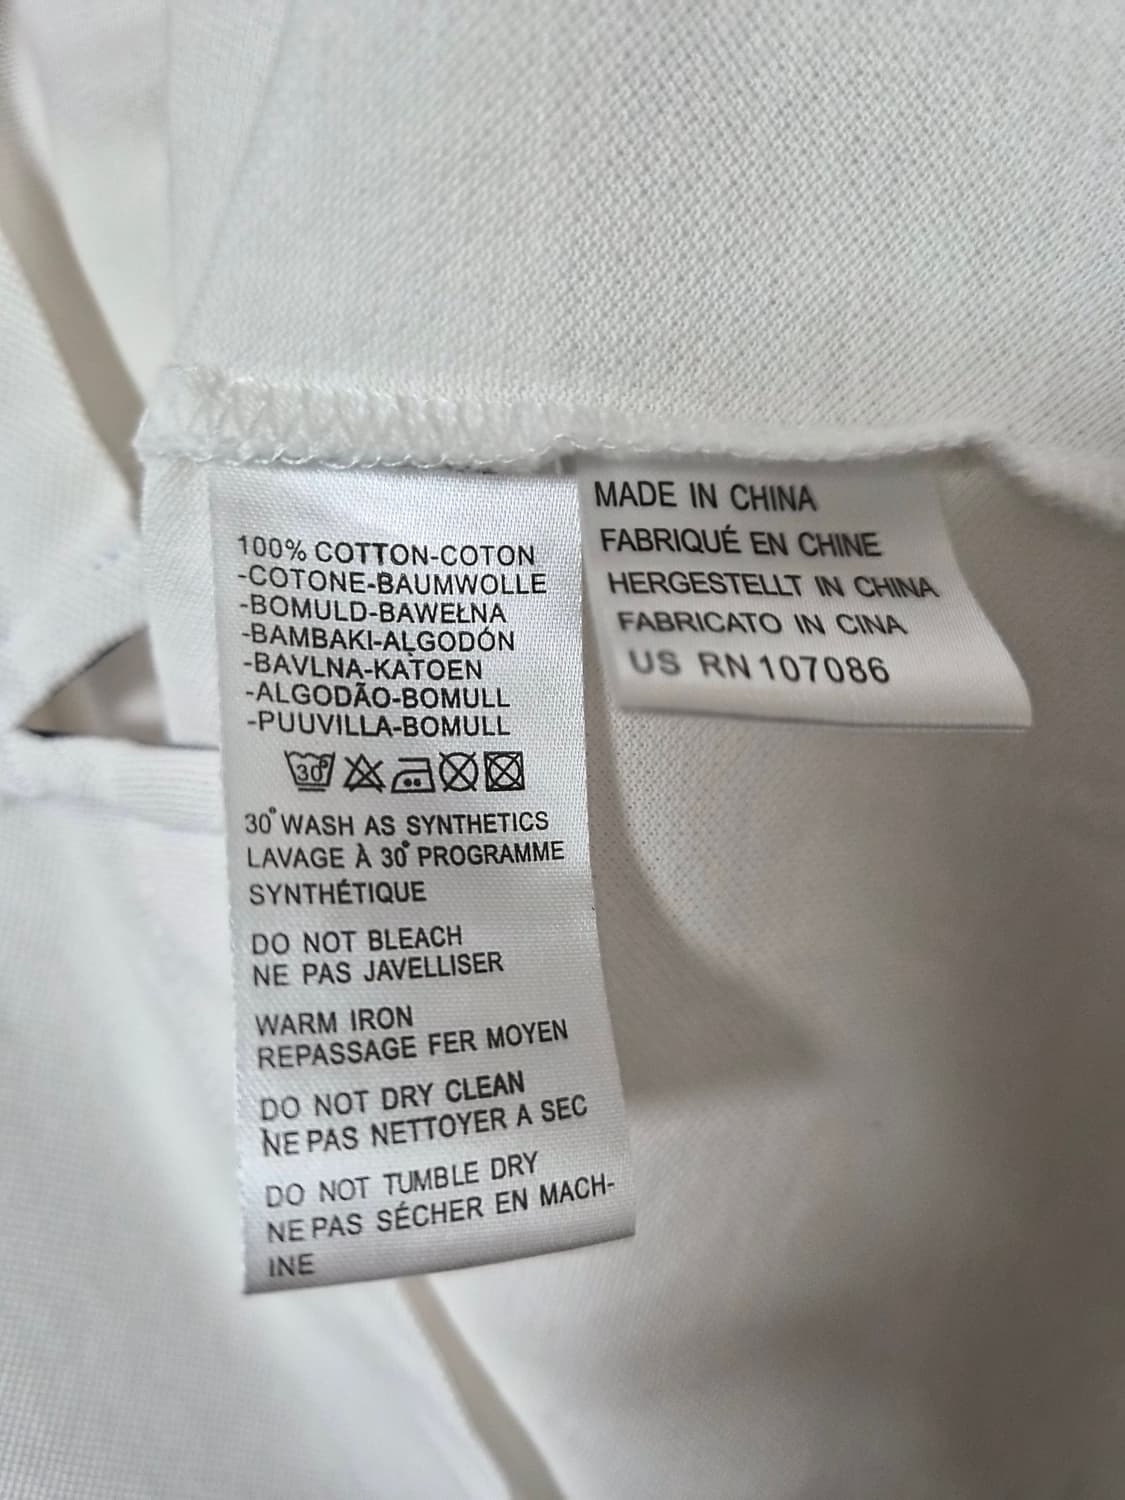 100% COTTON-COTON
-COTONE-BAUMWOLLE
-BOMULD-BAWEŁNA
-BAMBAKI-ALGODÓN
-BAVLNA-KATOEN
-ALGODÃO-BOMULL
-PUUVILLA-BOMULL
30°
30° WASH AS SYNTHETICS
LAVAGE À 30° PROGRAMME
SYNTHÉTIQUE
DO NOT BLEACH
NE PAS JAVELLISER
WARM IRON
REPASSAGE FER MOYEN
DO NOT DRY CLEAN
NE PAS NETTOYER A SEC
DO NOT TUMBLE DRY
NE PAS SÉCHER EN MACH-
INE
MADE IN CHINA
FABRIQUÉ EN CHINE
HERGESTELLT IN CHINA
FABRICATO IN CINA
US RN 107086